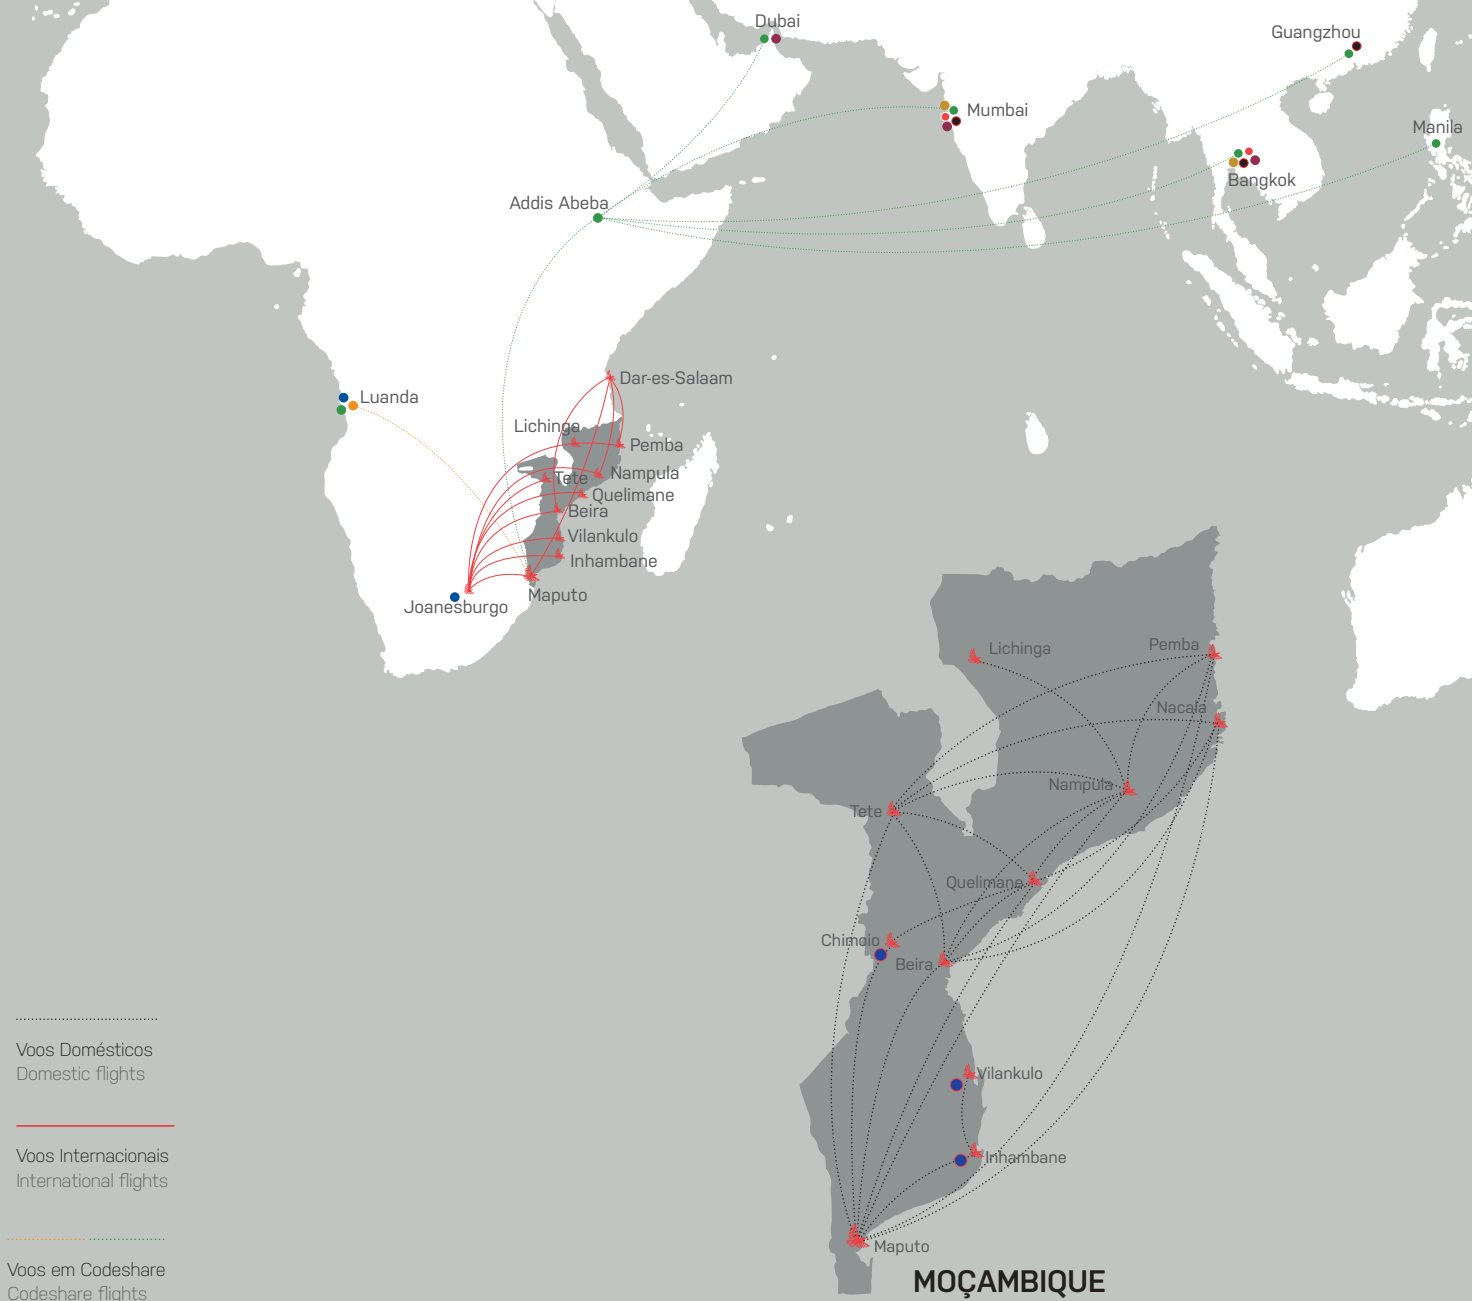 Dubai
Guangzhou
Mumbai
Manila
Bangkok
Addis Abeba
Dar-es-Salaam
Luanda
Lichinga
Pemba
Nampula
Tete
Quelimane
Beira
Vilankulo
Inhambane
Maputo
Joanesburgo
Lichinga
Pemba
Nacala
Nampula
Tete
Quelimane
Chimoio
Beira
Vilankulo
Inhambane
Maputo
MOÇAMBIQUE
Voos Domésticos
Domestic flights
Voos Internacionais
International flights
Voos em Codeshare
Codeshare flights